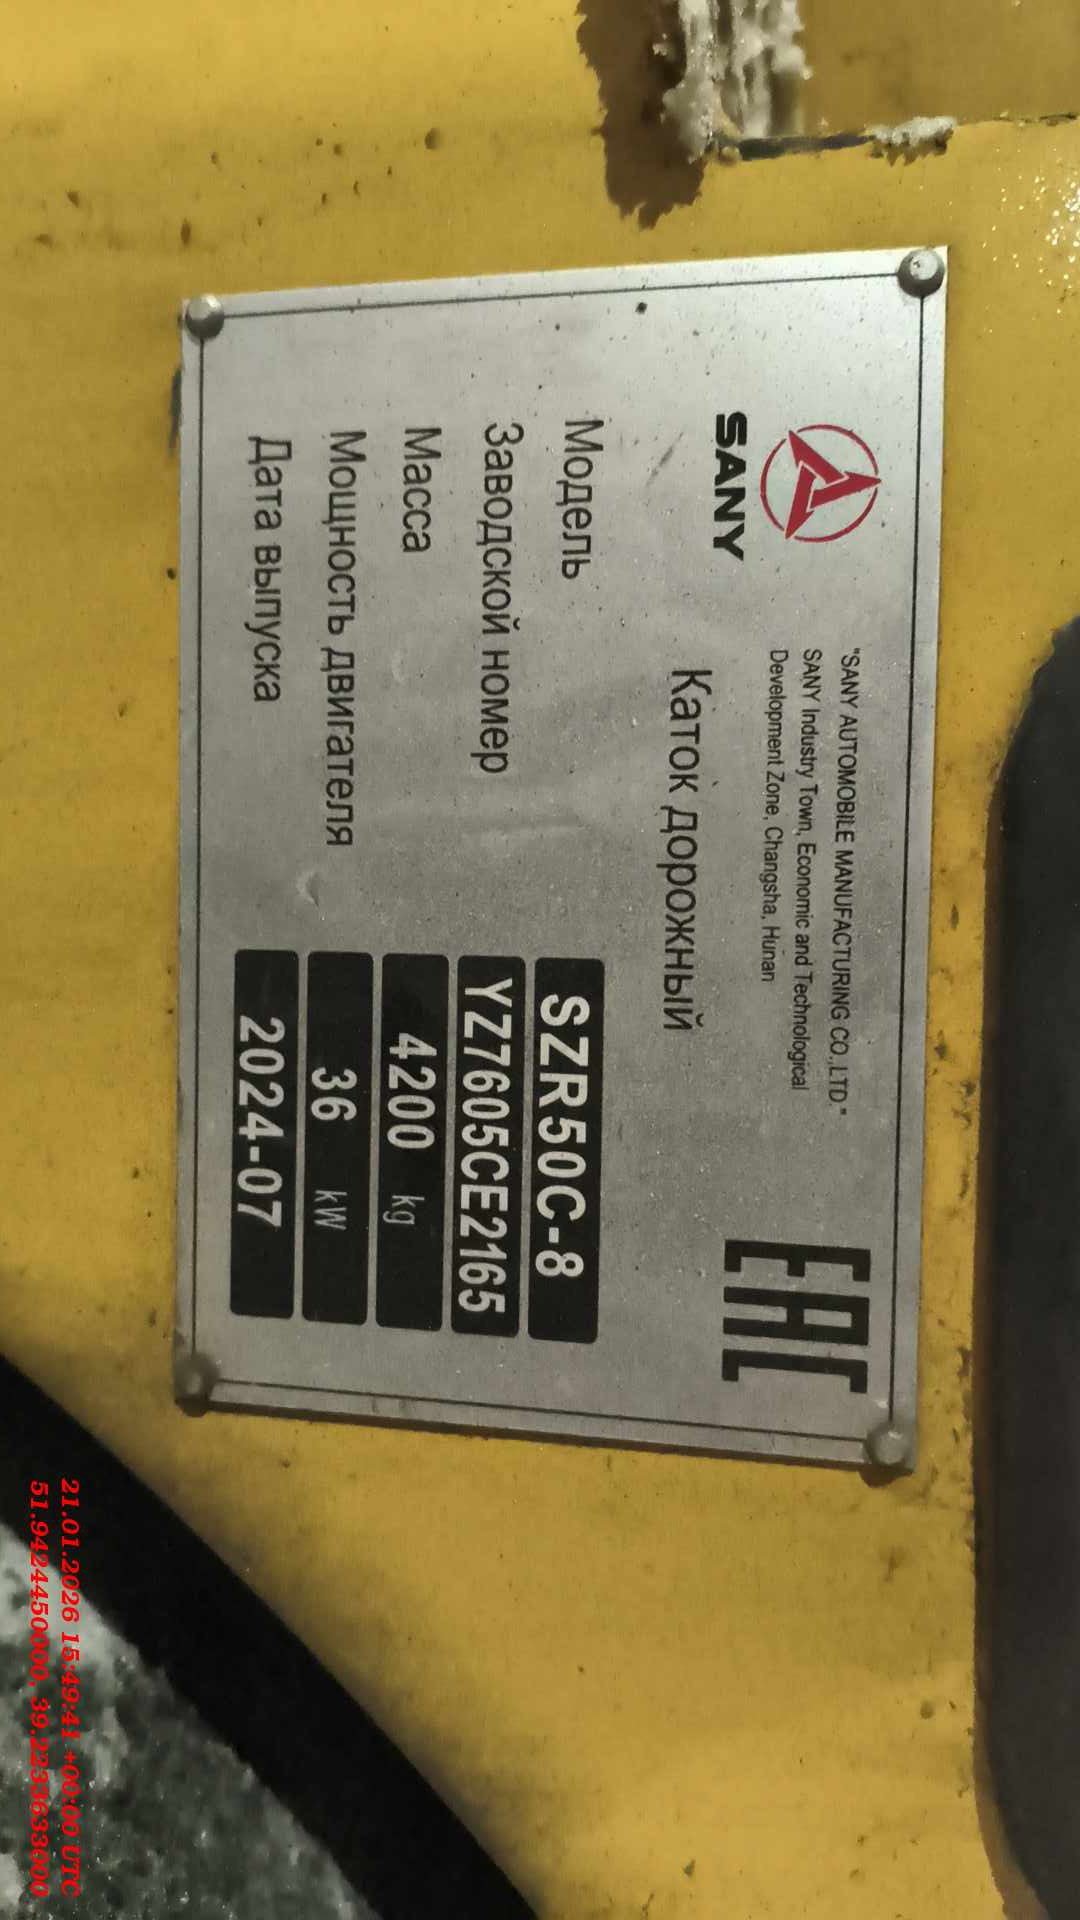 SANY
"SANY AUTOMOBILE MANUFACTURING CO.,LTD."
SANY Industry Town, Economic and Technological
Development Zone, Changsha, Hunan
EAC
Каток дорожный
Модель SZR50C-8
Заводской номер YZ7605CE2165
Масса 4200 kg
Мощность двигателя 36 kW
Дата выпуска 2024-07
21.01.2026 15:49:41 +00:00 UTC
51.9424450000, 39.2233633000